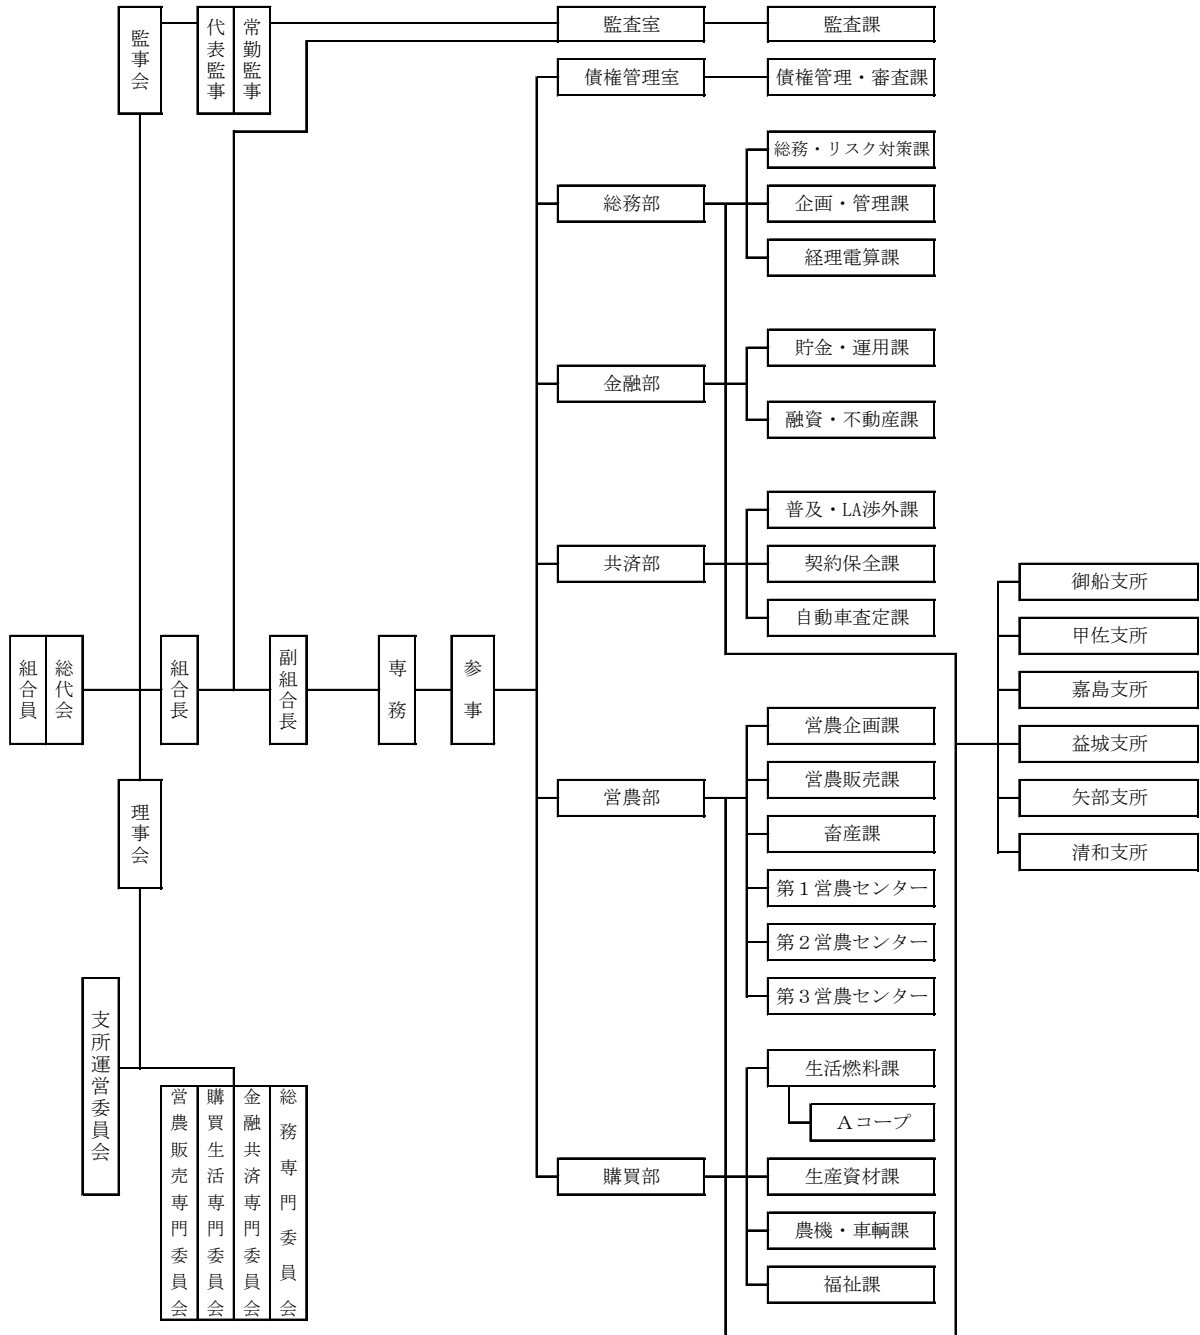 監事会
代表監事
常勤監事
監査室
監査課
債権管理室
債権管理・審査課
総務・リスク対策課
総務部
企画・管理課
経理電算課
貯金・運用課
金融部
融資・不動産課
普及・LA渉外課
共済部
契約保全課
自動車査定課
御船支所
甲佐支所
嘉島支所
益城支所
矢部支所
清和支所
組合員
総代会
組合長
副組合長
専務
参事
営農企画課
営農部
営農販売課
畜産課
第1営農センター
第2営農センター
第3営農センター
理事会
支所運営委員会
営農販売専門委員会
購買生活専門委員会
金融共済専門委員会
総務専門委員会
生活燃料課
Aコープ
購買部
生産資材課
農機・車輌課
福祉課